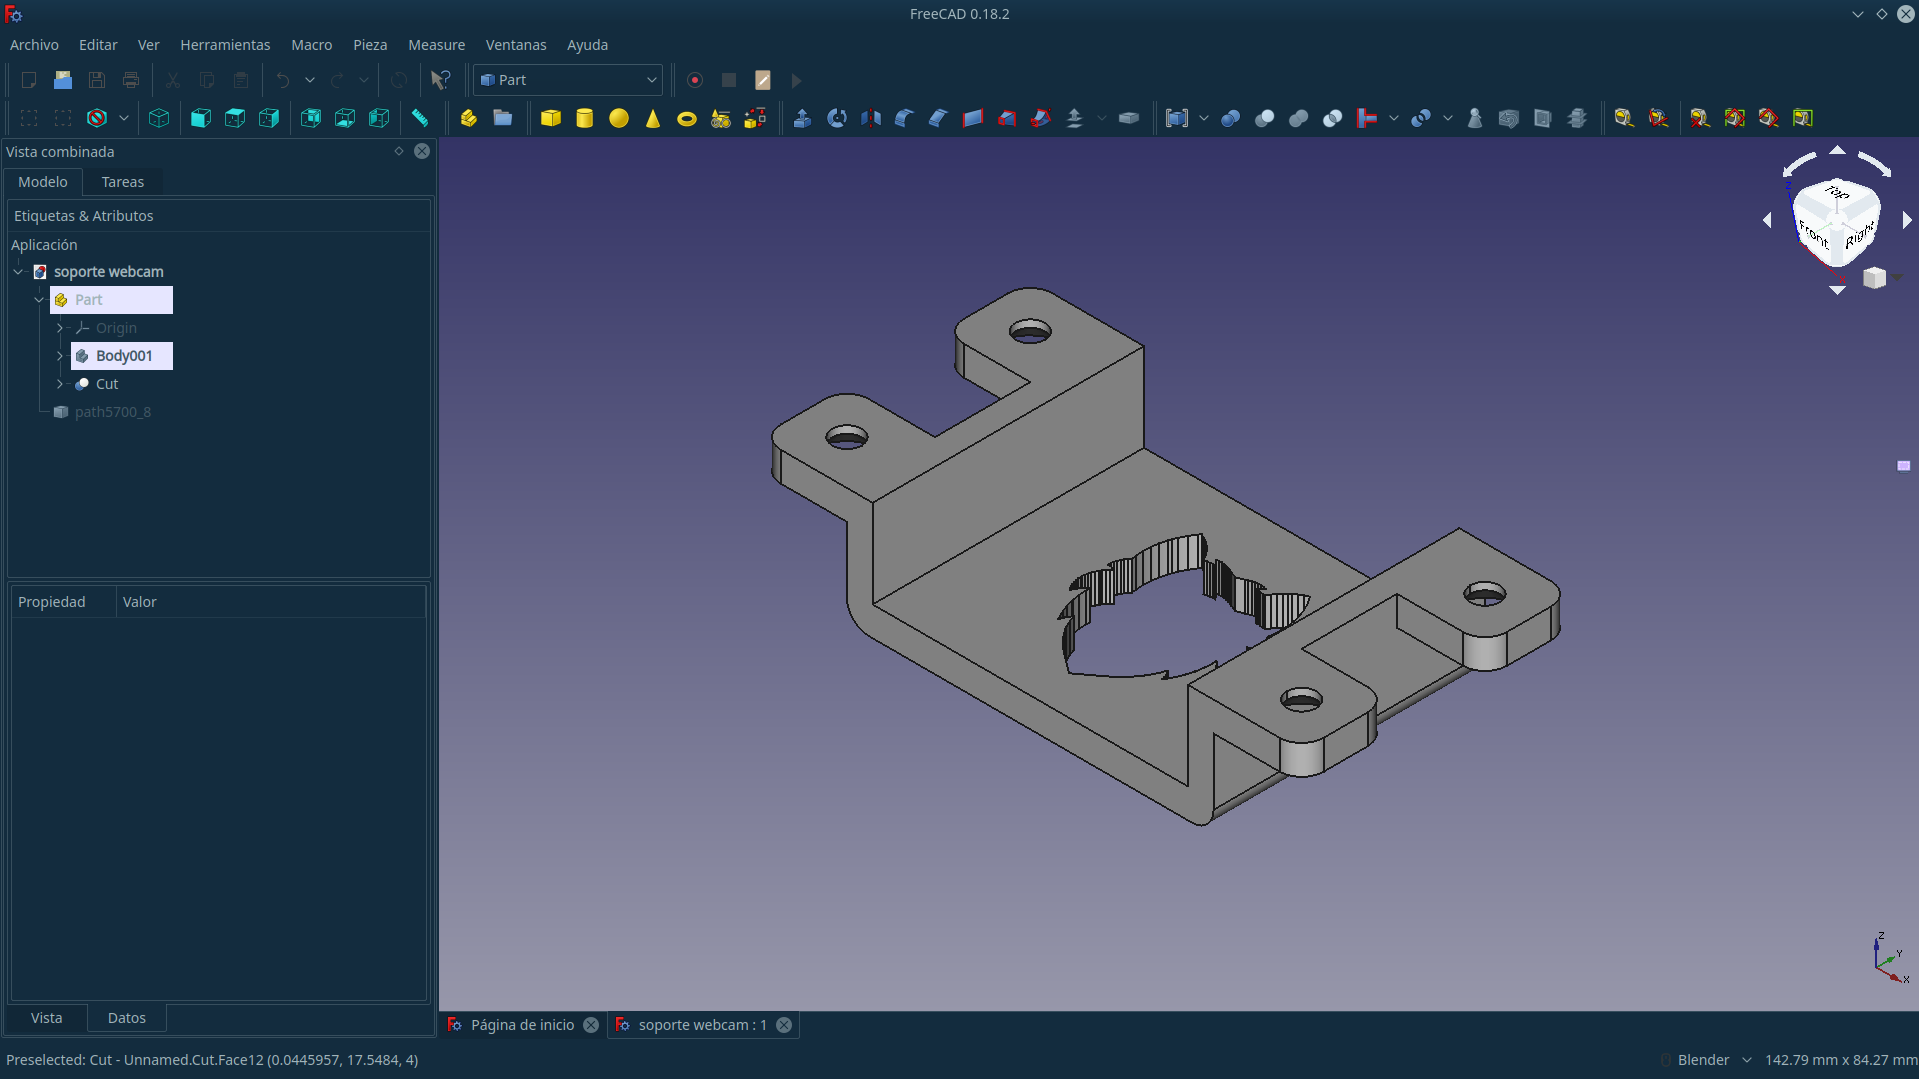 FreeCAD 0.18.2
Archivo Editar Ver Herramientas Macro Pieza Measure Ventanas Ayuda
Part
Vista combinada
Modelo Tareas
Etiquetas & Atributos
Aplicación
soporte webcam
Part
Origin
Body001
Cut
path5700_8
Propiedad Valor
Vista Datos
Top
Front
Right
Z
Z
Y
X
Página de inicio soporte webcam : 1
Preselected: Cut - Unnamed.Cut.Face12 (0.0445957, 17.5484, 4) Blender 142.79 mm x 84.27 mm